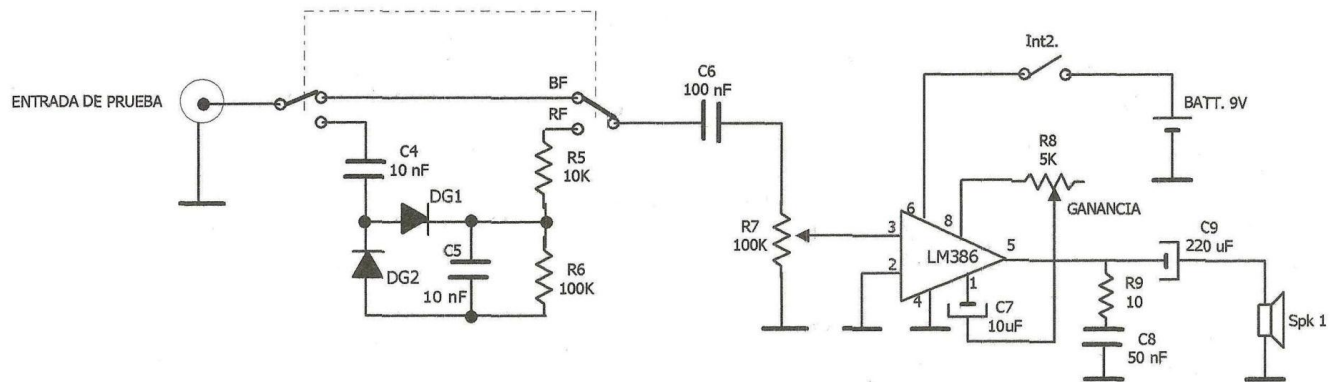 ENTRADA DE PRUEBA
BF
RF
C4
10 nF
DG1
DG2
C5
10 nF
R5
10K
R6
100K
C6
100 nF
R7
100K
Int2.
BATT. 9V
R8
5K
GANANCIA
6
8
3
2
4
1
5
LM386
C7
10uF
R9
10
C8
50 nF
C9
220 uF
Spk 1